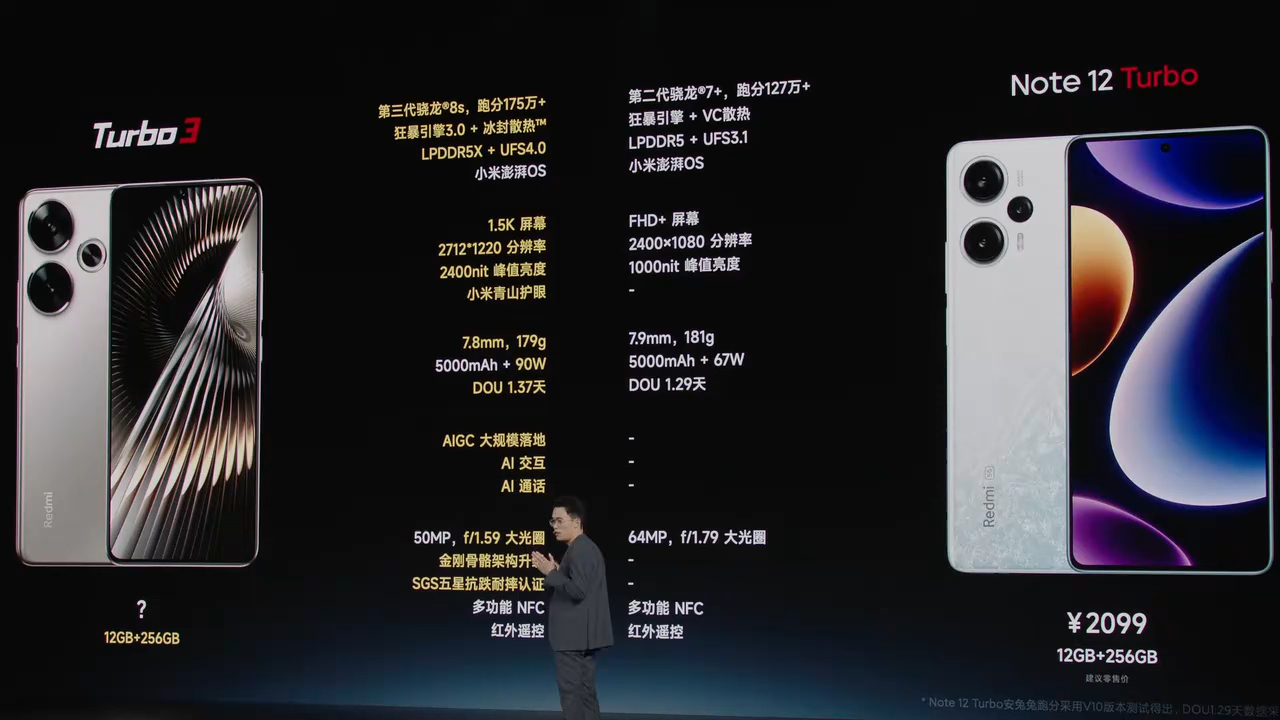 Turbo 3
第三代骁龙®8s，跑分175万+
狂暴引擎3.0 + 冰封散热™
LPDDR5X + UFS4.0
小米澎湃OS
1.5K 屏幕
2712*1220 分辨率
2400nit 峰值亮度
小米青山护眼
7.8mm，179g
5000mAh + 90W
DOU 1.37天
AIGC 大规模落地
AI 交互
AI 通话
50MP，f/1.59 大光圈
金刚骨骼架构升
SGS五星抗跌耐摔认证
多功能 NFC
红外遥控
Redmi
?
12GB+256GB
第二代骁龙®7+，跑分127万+
狂暴引擎 + VC散热
LPDDR5 + UFS3.1
小米澎湃OS
FHD+ 屏幕
2400×1080 分辨率
1000nit 峰值亮度
-
7.9mm，181g
5000mAh + 67W
DOU 1.29天
-
-
-
64MP，f/1.79 大光圈
-
-
多功能 NFC
红外遥控
Note 12 Turbo
Redmi 5G
¥2099
12GB+256GB
建议零售价
* Note 12 Turbo安兔兔跑分采用V10版本测试得出，DOU1.29天数据